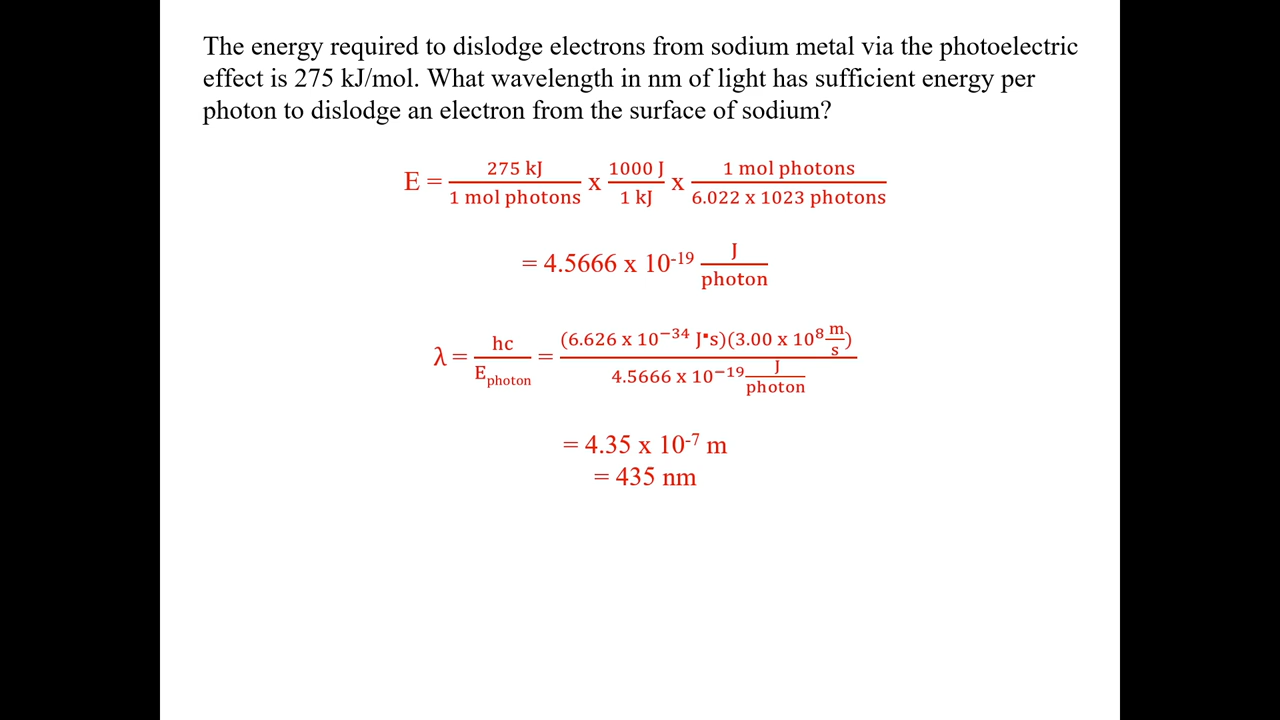 The energy required to dislodge electrons from sodium metal via the photoelectric
effect is 275 kJ/mol. What wavelength in nm of light has sufficient energy per
photon to dislodge an electron from the surface of sodium?
E = 275 kJ / 1 mol photons x 1000 J / 1 kJ x 1 mol photons / 6.022 x 1023 photons
= 4.5666 x 10⁻¹⁹ J / photon
λ = hc / E_photon = (6.626 x 10⁻³⁴ J▪s)(3.00 x 10⁸ m/s) / 4.5666 x 10⁻¹⁹ J/photon
= 4.35 x 10⁻⁷ m
= 435 nm